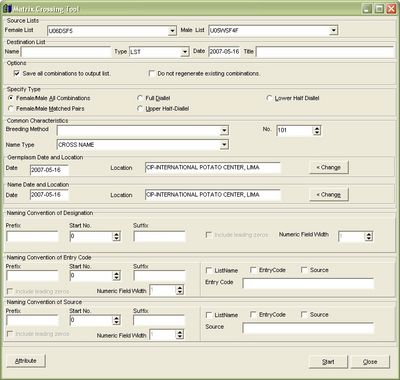 Matrix Crossing Tool
Source Lists
Female List U06DSF5 Male List U05WSF4F
Destination List
Name Type LST Date 2007-05-16 Title
Options
Save all combinations to output list. Do not regenerate existing combinations.
Specify Type
Female/Male All Combinations Full Diallel Lower Half Diallel
Female/Male Matched Pairs Upper Half-Diallel
Common Characteristics
Breeding Method No. 101
Name Type CROSS NAME
Germplasm Date and Location
Date 2007-05-16 Location CIP-INTERNATIONAL POTATO CENTER, LIMA < Change
Name Date and Location
Date 2007-05-16 Location CIP-INTERNATIONAL POTATO CENTER, LIMA < Change
Naming Convention of Designation
Prefix Start No. Suffix
0 Include leading zeros Numeric Field Width
Naming Convention of Entry Code
Prefix Start No. Suffix ListName EntryCode Source
0 Entry Code
Include leading zeros Numeric Field Width
Naming Convention of Source
Prefix Start No. Suffix ListName EntryCode Source
0 Source
Include leading zeros Numeric Field Width
Attribute Start Close